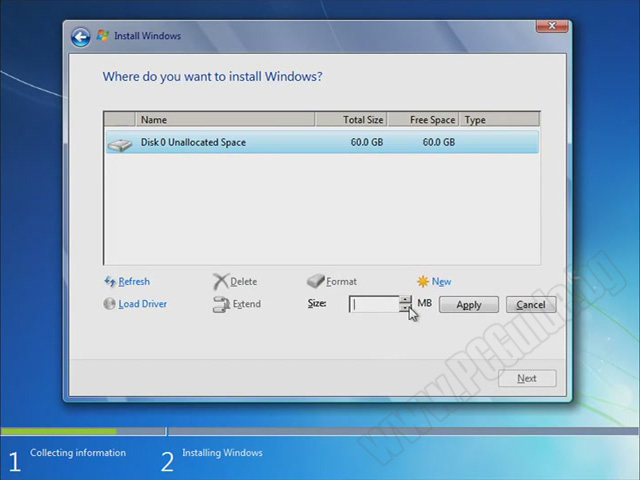 Install Windows
Where do you want to install Windows?
Name Total Size Free Space Type
Disk 0 Unallocated Space 60.0 GB 60.0 GB
Refresh Delete Format New
Load Driver Extend Size: MB Apply Cancel
Next
www.PCGuide.bg
1 Collecting information 2 Installing Windows